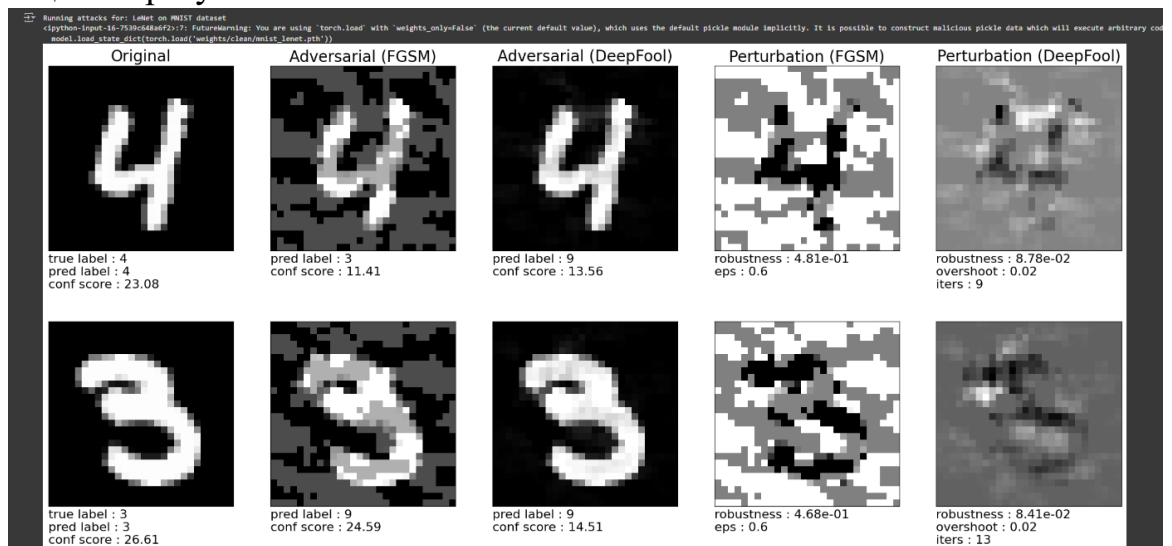 Running attacks for: LeNet on MNIST dataset
<ipython-input-16-7539c648a6f2>:7: FutureWarning: You are using `torch.load` with `weights_only=False` (the current default value), which uses the default pickle module implicitly. It is possible to construct malicious pickle data which will execute arbitrary cod
model.load_state_dict(torch.load('weights/clean/mnist_lenet.pth'))
Original Adversarial (FGSM) Adversarial (DeepFool) Perturbation (FGSM) Perturbation (DeepFool)
true label : 4 pred label : 3 pred label : 9 robustness : 4.81e-01 robustness : 8.78e-02
pred label : 4 conf score : 11.41 conf score : 13.56 eps : 0.6 overshoot : 0.02
conf score : 23.08 iters : 9
true label : 3 pred label : 9 pred label : 9 robustness : 4.68e-01 robustness : 8.41e-02
pred label : 3 conf score : 24.59 conf score : 14.51 eps : 0.6 overshoot : 0.02
conf score : 26.61 iters : 13